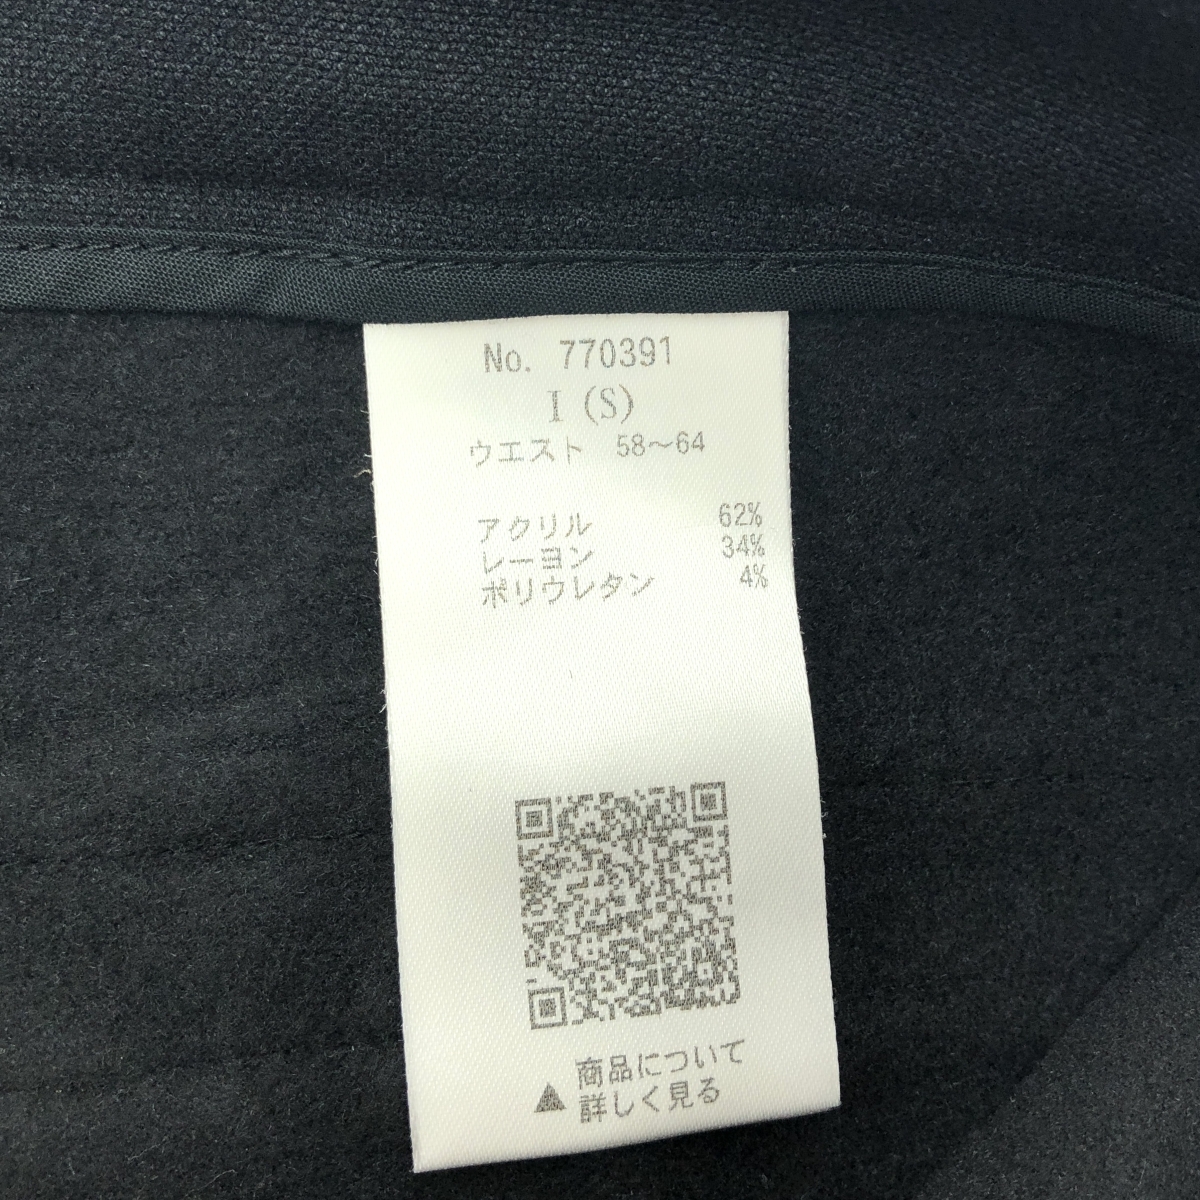 No. 770391
I (S)
ウエスト 58～64
アクリル 62%
レーヨン 34%
ポリウレタン 4%
商品について
▲ 詳しく見る